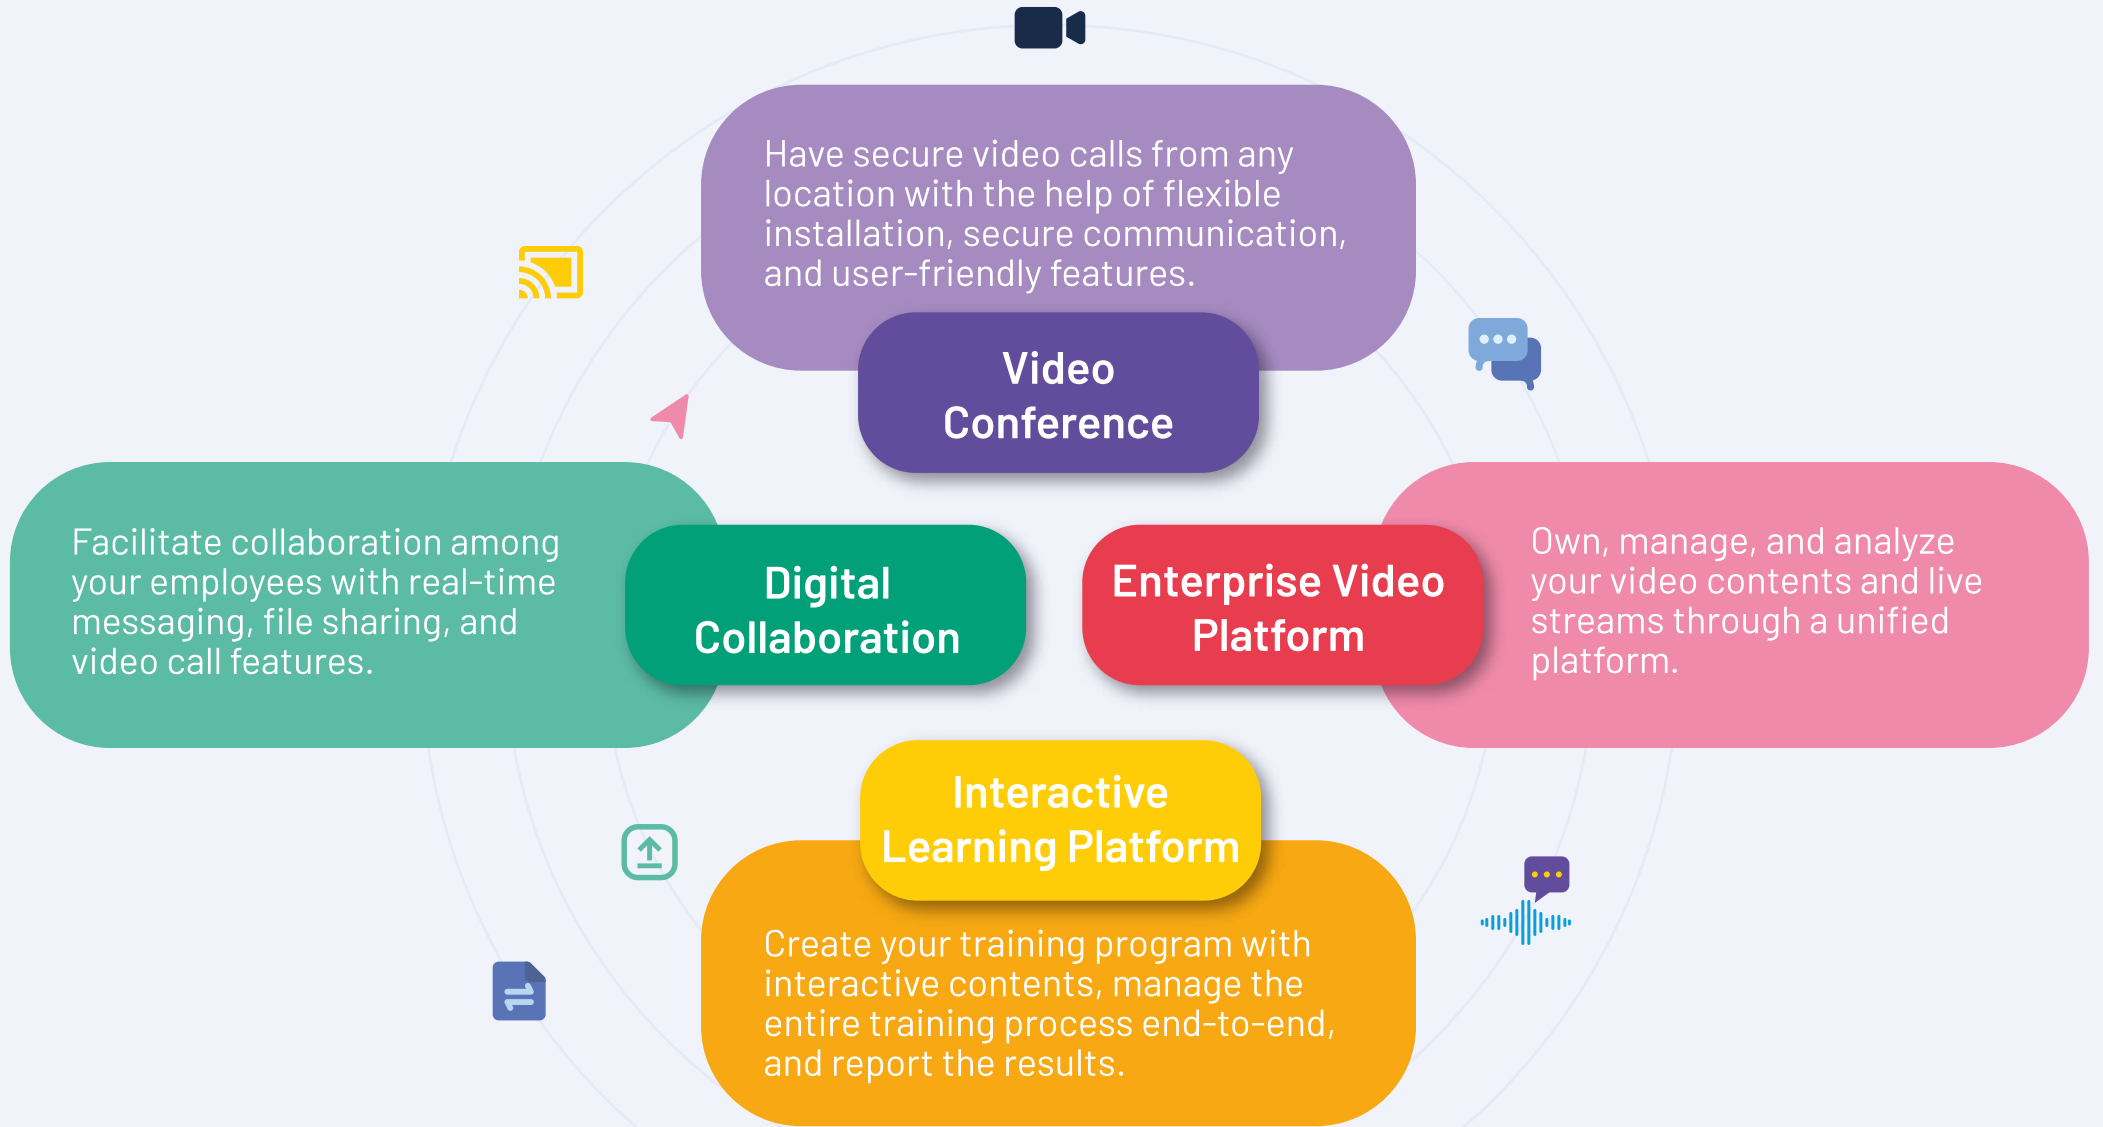 Have secure video calls from any
location with the help of flexible
installation, secure communication,
and user-friendly features.
Video
Conference
Facilitate collaboration among
your employees with real-time
messaging, file sharing, and
video call features.
Digital
Collaboration
Enterprise Video
Platform
Own, manage, and analyze
your video contents and live
streams through a unified
platform.
Interactive
Learning Platform
Create your training program with
interactive contents, manage the
entire training process end-to-end,
and report the results.